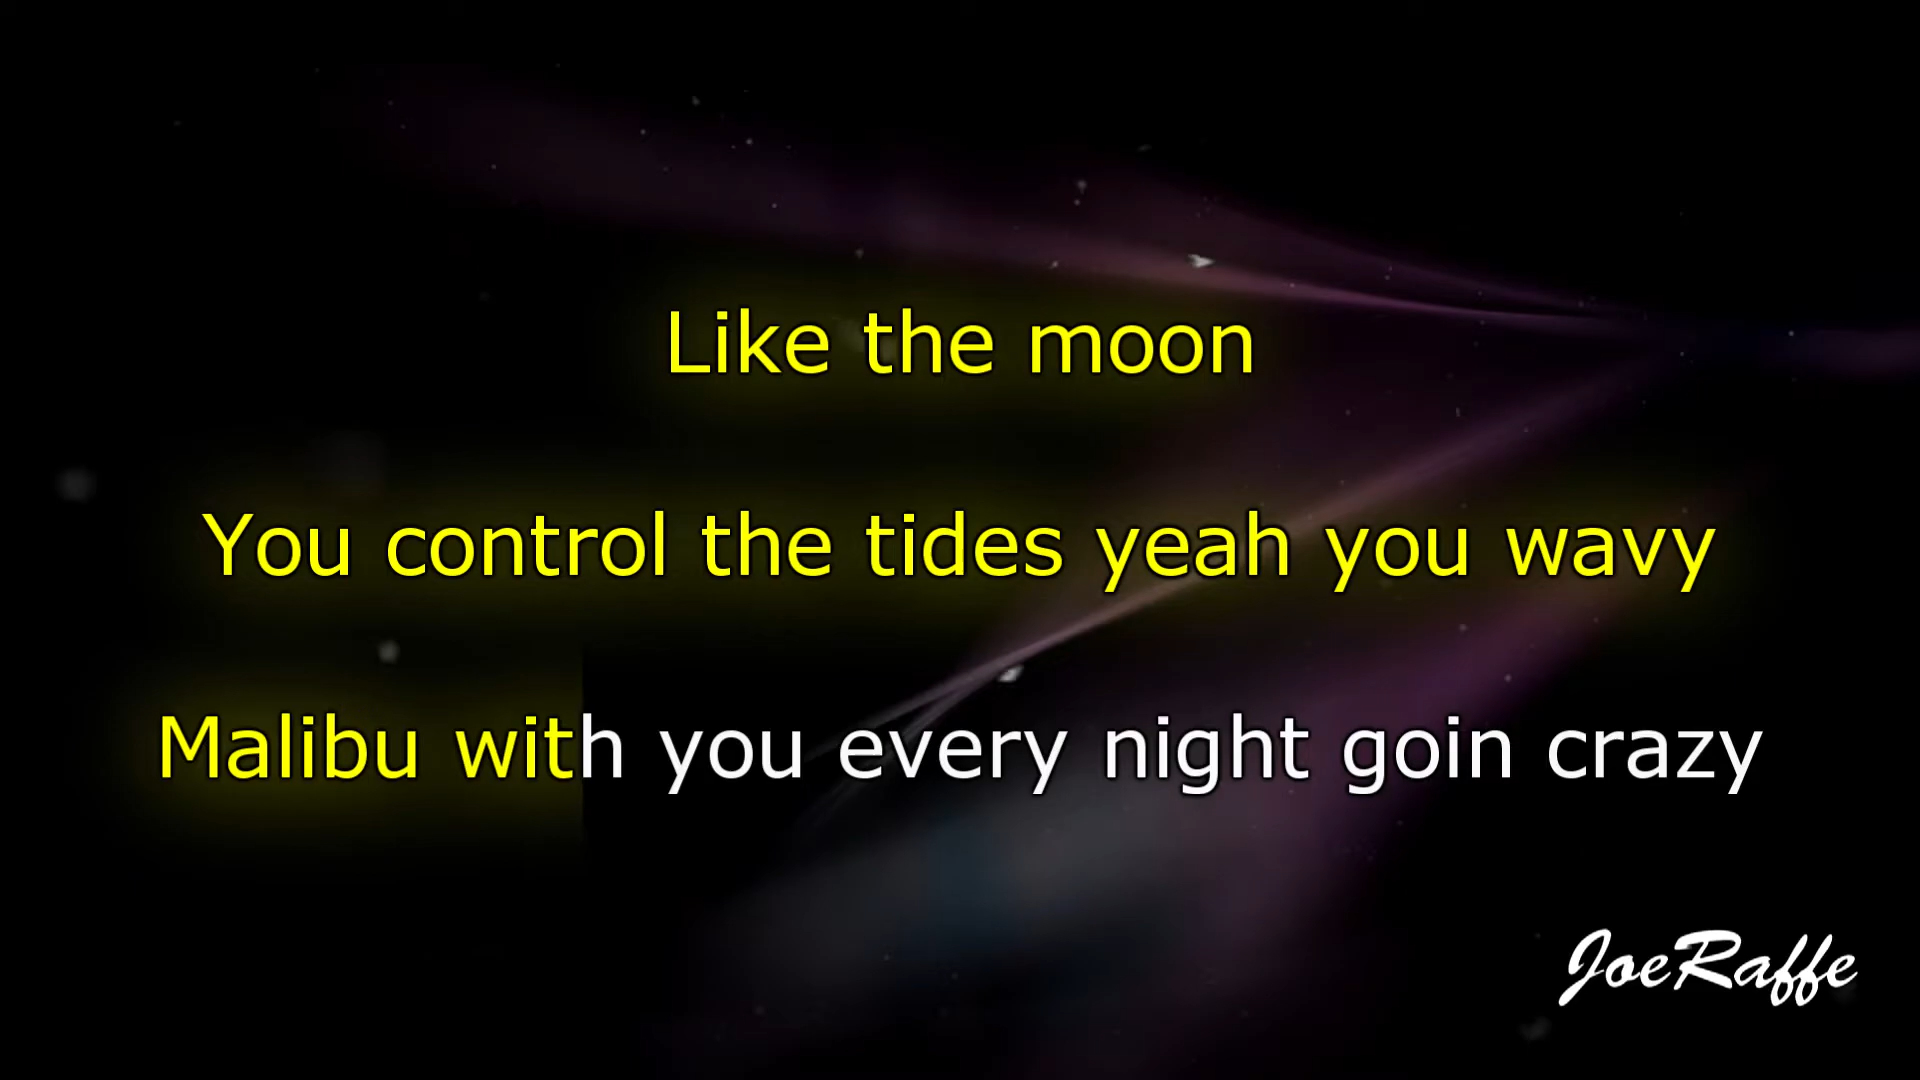 Like the moon
You control the tides yeah you wavy
Malibu with you every night goin crazy
JoeRaffe